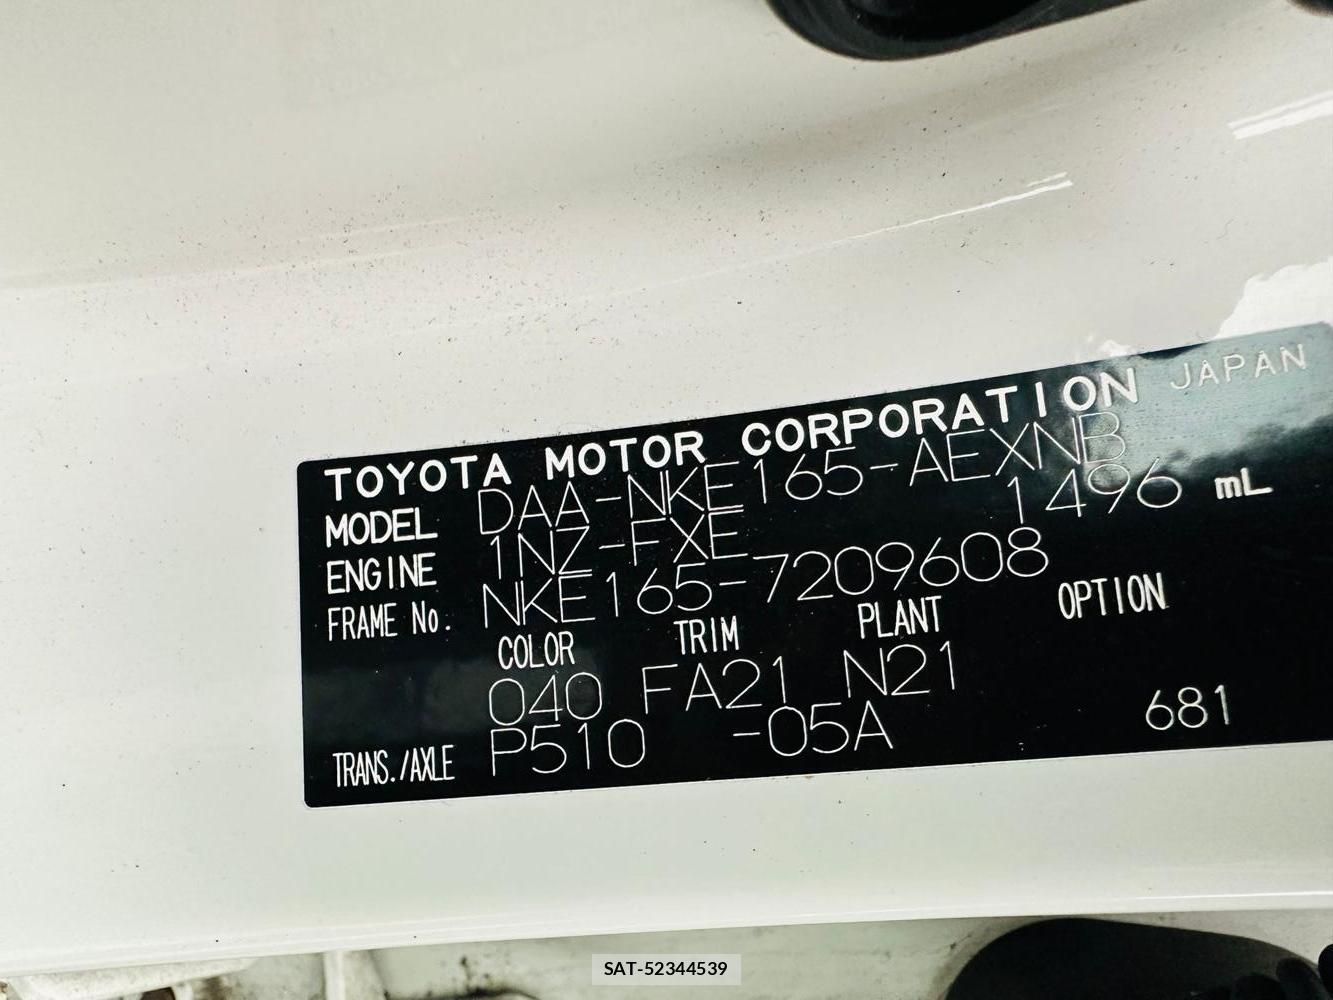 TOYOTA MOTOR CORPORATION JAPAN
MODEL DAA-NKE165-AEXNB
ENGINE 1NZ-FXE 1496 mL
FRAME No. NKE165-7209608
COLOR TRIM PLANT OPTION
040 FA21 N21
TRANS./AXLE P510 -05A 681
SAT-52344539